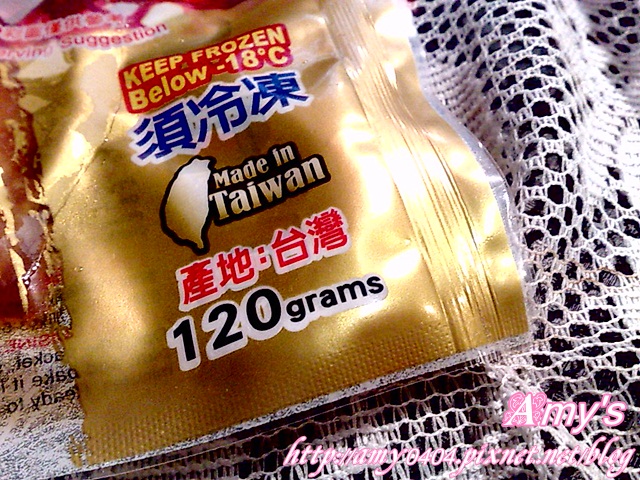 Serving Suggestion
KEEP FROZEN
Below -18°C
須冷凍
Made in
Taiwan
產地:台灣
120grams
Amy's
http://amy0404.pixnet.net/blog